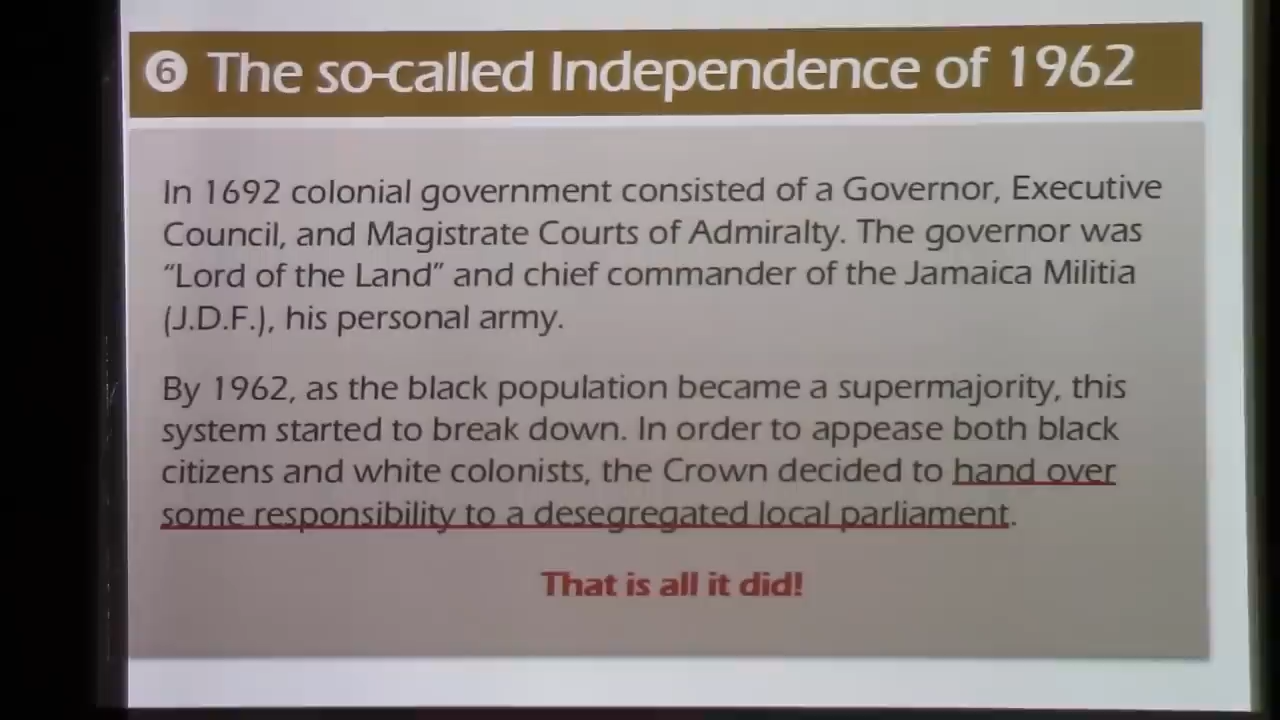 6 The so-called Independence of 1962
In 1692 colonial government consisted of a Governor, Executive
Council, and Magistrate Courts of Admiralty. The governor was
“Lord of the Land” and chief commander of the Jamaica Militia
(J.D.F.), his personal army.
By 1962, as the black population became a supermajority, this
system started to break down. In order to appease both black
citizens and white colonists, the Crown decided to hand over
some responsibility to a desegregated local parliament.
That is all it did!